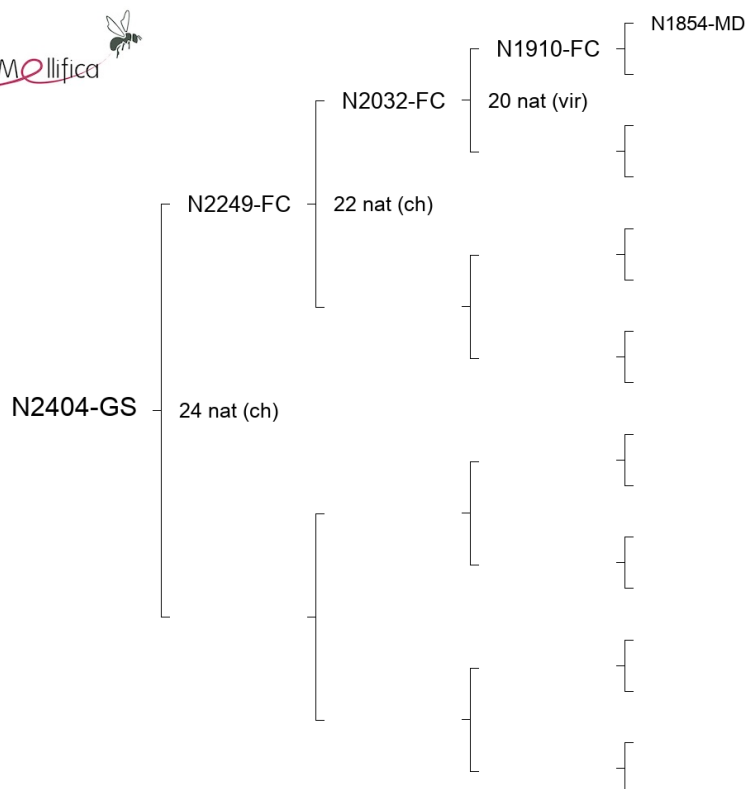 Mellifica
N1854-MD
N1910-FC
N2032-FC
20 nat (vir)
N2249-FC
22 nat (ch)
N2404-GS
24 nat (ch)